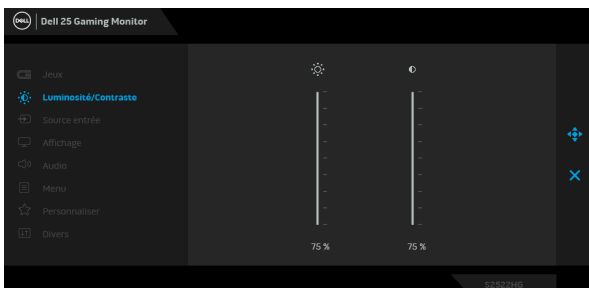 DELL
Dell 25 Gaming Monitor
Jeux
Luminosité/Contraste
Source entrée
Affichage
Audio
Menu
Personnaliser
Divers
75 % 75 %
S2522HG